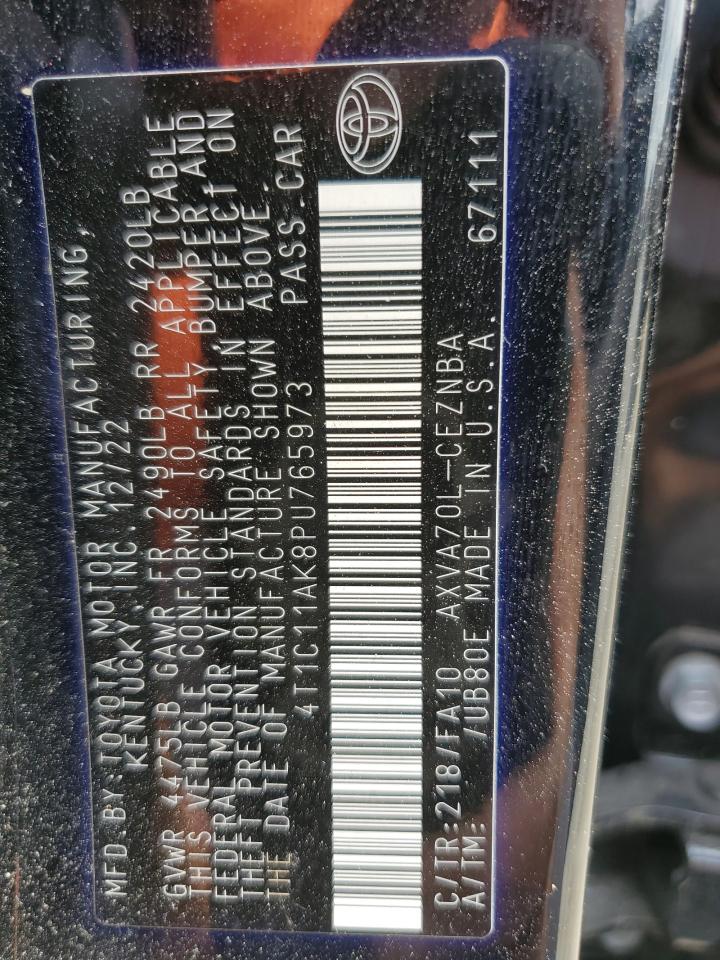 MFD.BY:TOYOTA MOTOR MANUFACTURING,
KENTUCKY,INC. 12/22
GVWR 4475LB GAWR FR 2490LB RR 2420LB
THIS VEHICLE CONFORMS TO ALL APPLICABLE
FEDERAL MOTOR VEHICLE SAFETY,BUMPER AND
THEFT PREVENTION STANDARDS IN EFFECT ON
THE DATE OF MANUFACTURE SHOWN ABOVE.
4T1C11AK8PU765973 PASS.CAR
C/TR:218/FA10 AXVA70L-CEZNBA
A/TM: /UB80E MADE IN U.S.A. 67111